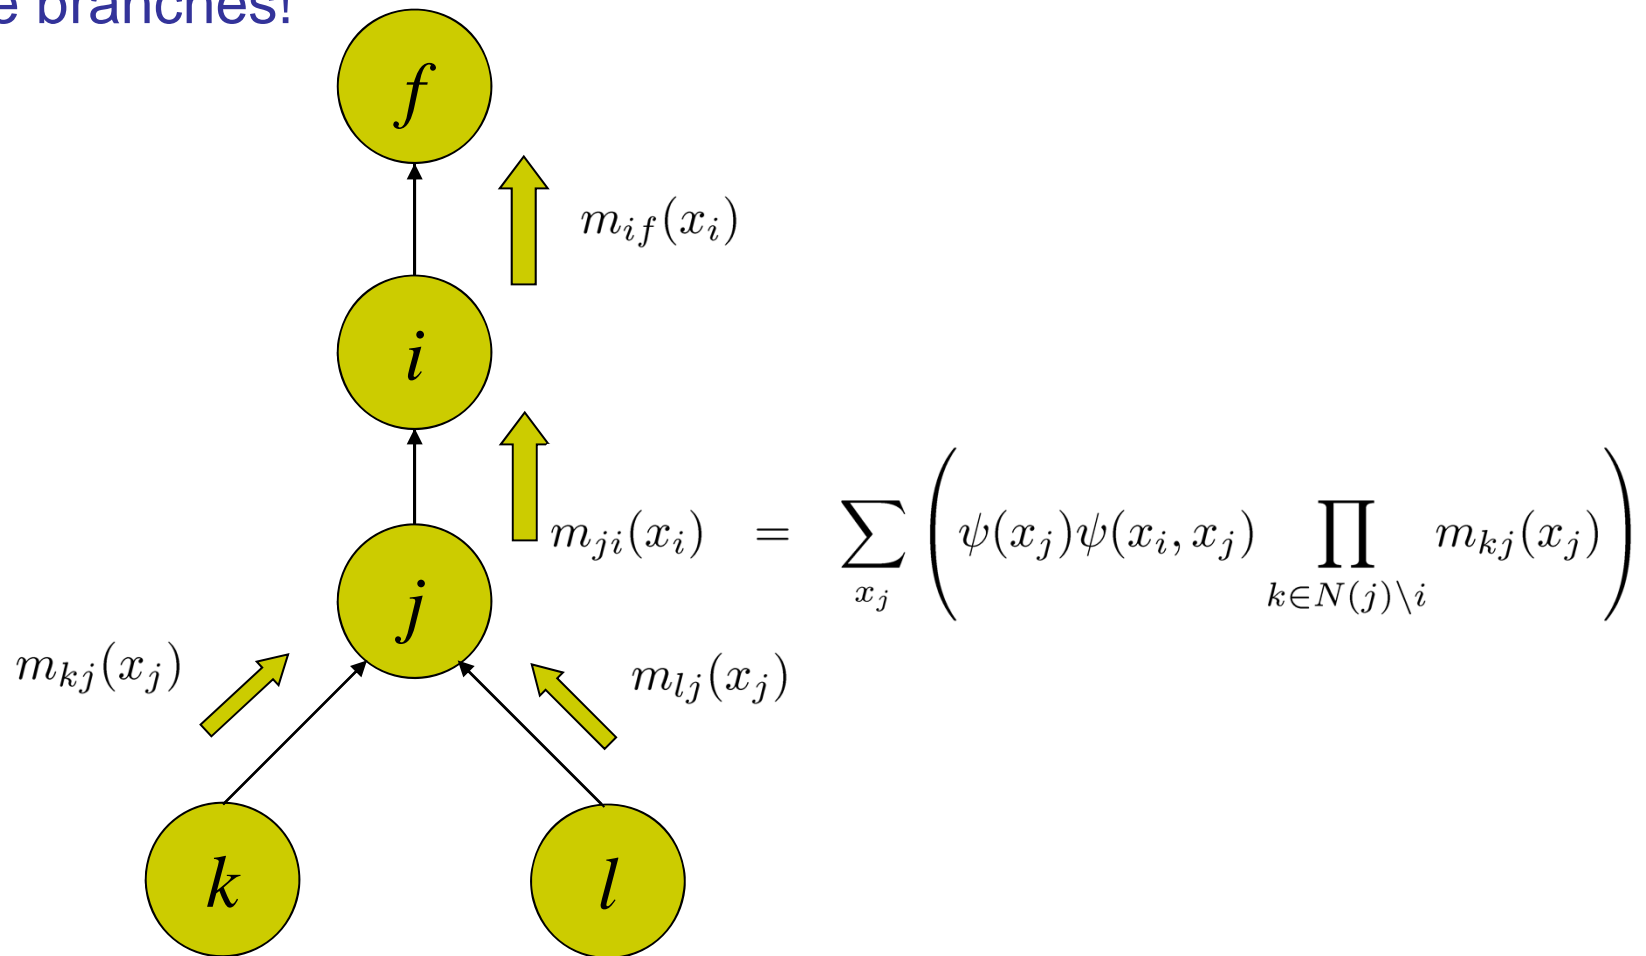 e branches!
f
m_{if}(x_i)
i
m_{ji}(x_i) = \sum_{x_j} \left( \psi(x_j)\psi(x_i, x_j) \prod_{k \in N(j) \backslash i} m_{kj}(x_j) \right)
j
m_{kj}(x_j)
m_{lj}(x_j)
k
l